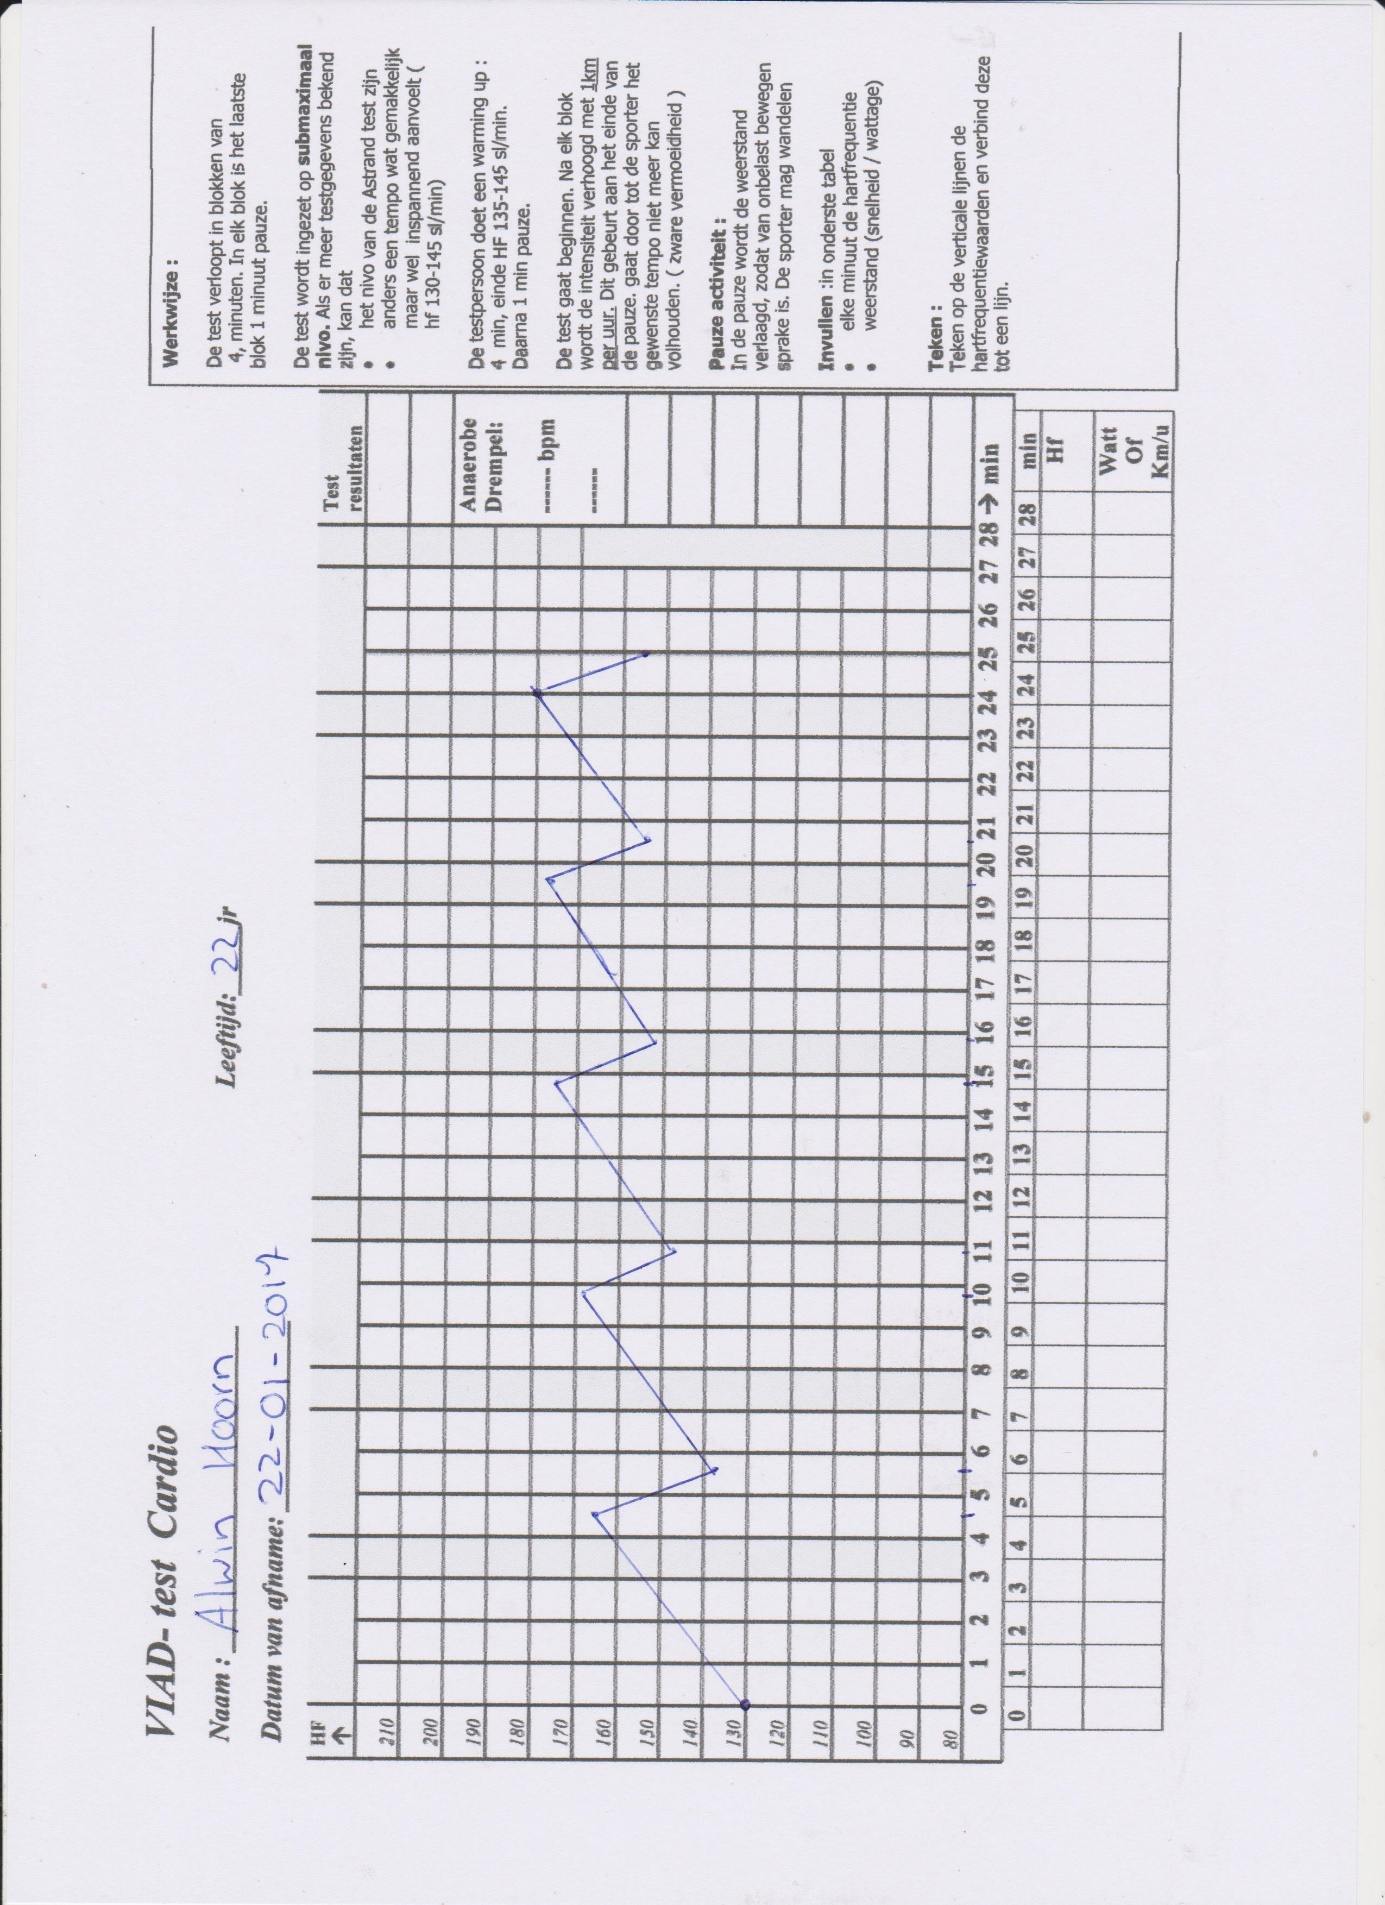 VIAD- test Cardio
Naam : Alwin Hoorn
Leeftijd: 22 jr
Datum van afname: 22-01-2014
HF
210
200
190
180
170
160
150
140
130
120
110
100
90
80
0 1 2 3 4 5 6 7 8 9 10 11 12 13 14 15 16 17 18 19 20 21 22 23 24 25 26 27 28 → min
0 1 2 3 4 5 6 7 8 9 10 11 12 13 14 15 16 17 18 19 20 21 22 23 24 25 26 27 28 min
Hf
Watt
Of
Km/u
Test
resultaten
Anaerobe
Drempel:
------ bpm
------
Werkwijze :
De test verloopt in blokken van
4, minuten. In elk blok is het laatste
blok 1 minuut pauze.
De test wordt ingezet op submaximaal
nivo. Als er meer testgegevens bekend
zijn, kan dat
• het nivo van de Astrand test zijn
• anders een tempo wat gemakkelijk
maar wel inspannend aanvoelt (
hf 130-145 sl/min)
De testpersoon doet een warming up :
4 min, einde HF 135-145 sl/min.
Daarna 1 min pauze.
De test gaat beginnen. Na elk blok
wordt de intensiteit verhoogd met 1km
per uur. Dit gebeurt aan het einde van
de pauze. gaat door tot de sporter het
gewenste tempo niet meer kan
volhouden. ( zware vermoeidheid )
Pauze activiteit :
In de pauze wordt de weerstand
verlaagd, zodat van onbelast bewegen
sprake is. De sporter mag wandelen
Invullen :in onderste tabel
• elke minuut de hartfrequentie
• weerstand (snelheid / wattage)
Teken :
Teken op de verticale lijnen de
hartfrequentiewaarden en verbind deze
tot een lijn.